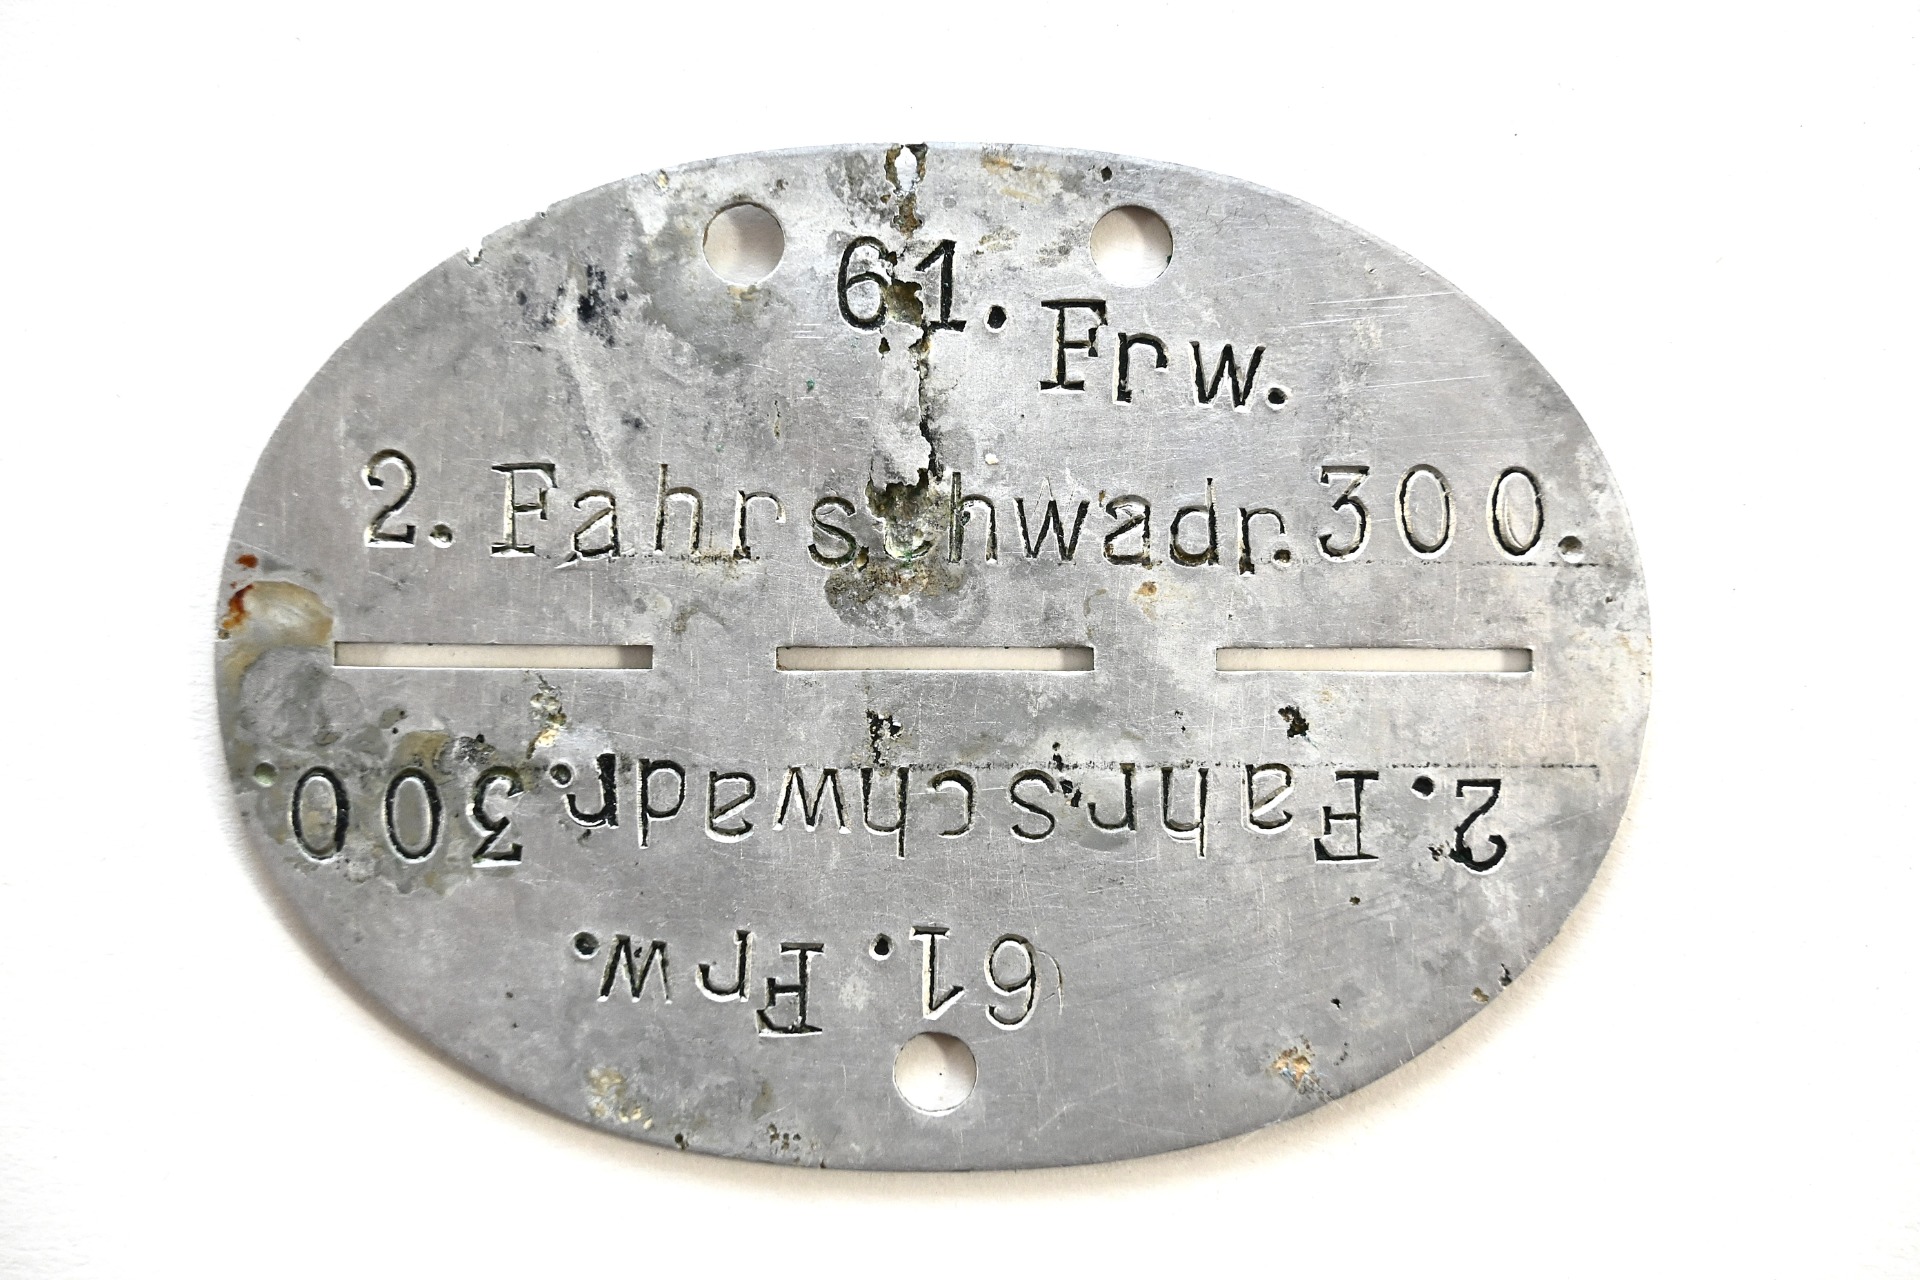 61. Frw.
2. Fahrschwadr. 300.
2. Fahrschwadr. 300.
61. Frw.